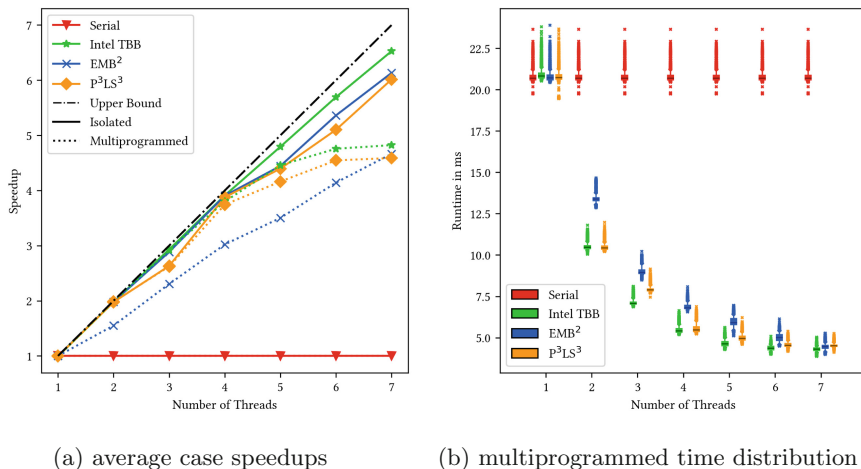 7
6
5
4
3
2
1
Speedup
Serial
Intel TBB
EMB²
P³LS³
Upper Bound
Isolated
Multiprogrammed
1 2 3 4 5 6 7
Number of Threads
(a) average case speedups
22.5
20.0
17.5
15.0
12.5
10.0
7.5
5.0
Runtime in ms
Serial
Intel TBB
EMB²
P³LS³
1 2 3 4 5 6 7
Number of Threads
(b) multiprogrammed time distribution